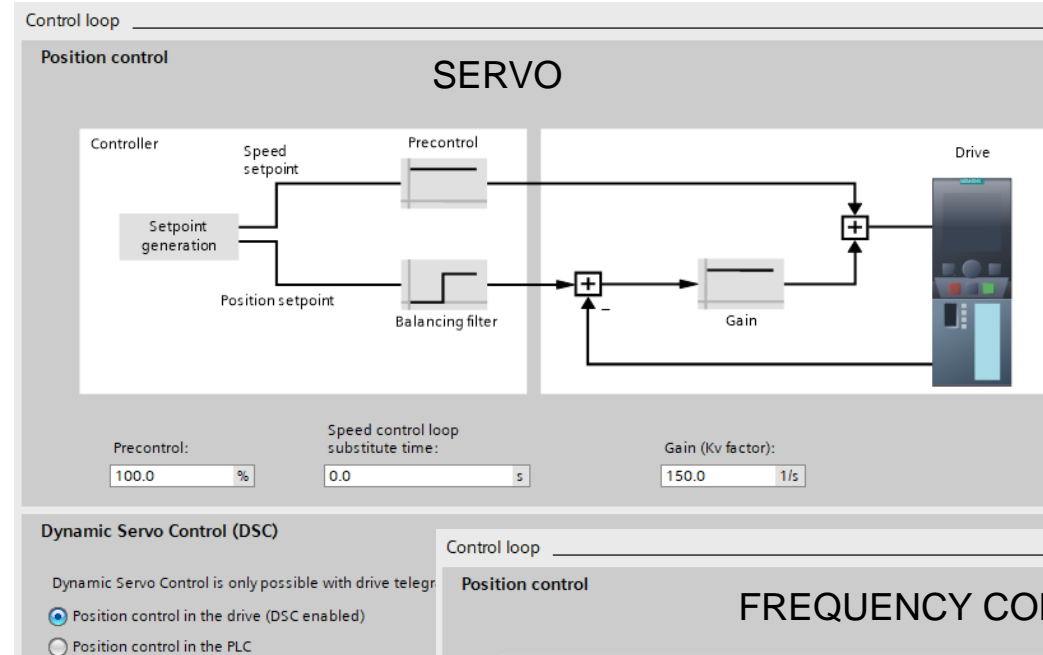 Control loop
Position control
SERVO
Controller
Speed
setpoint
Precontrol
Drive
Setpoint
generation
Position setpoint
Balancing filter
Gain
Precontrol:
Speed control loop
substitute time:
Gain (Kv factor):
100.0 %
0.0 s
150.0 1/s
Dynamic Servo Control (DSC)
Dynamic Servo Control is only possible with drive
Position control in the drive (DSC enabled)
Position control in the PLC
Control loop
Position control
FREQUENCY